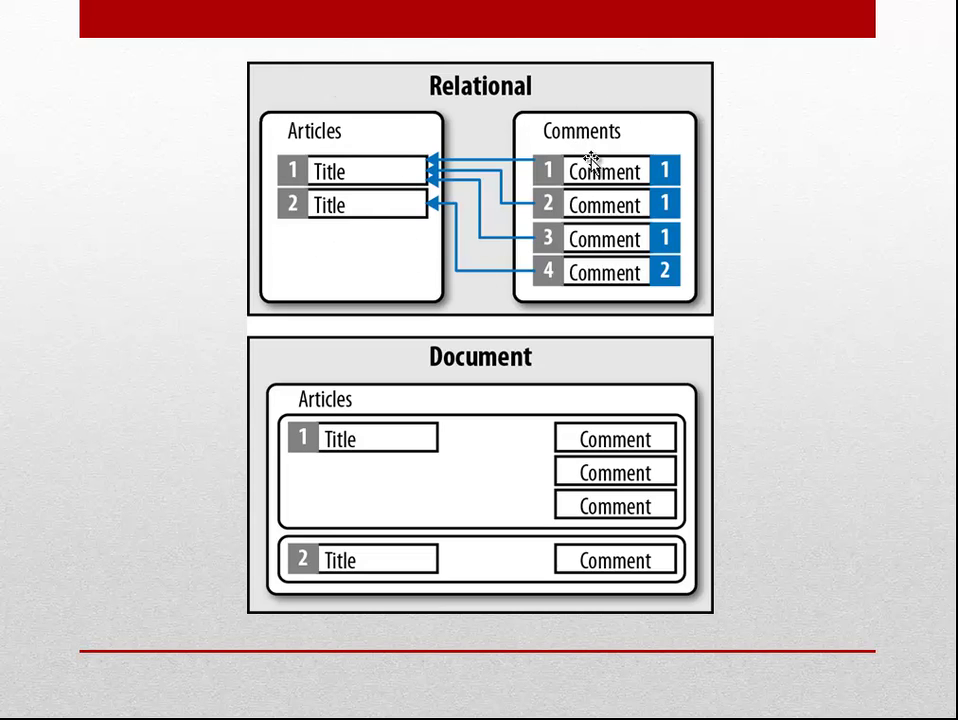 Relational
Articles
1 Title
2 Title
Comments
1 Comment 1
2 Comment 1
3 Comment 1
4 Comment 2
Document
Articles
1 Title
Comment
Comment
Comment
2 Title
Comment